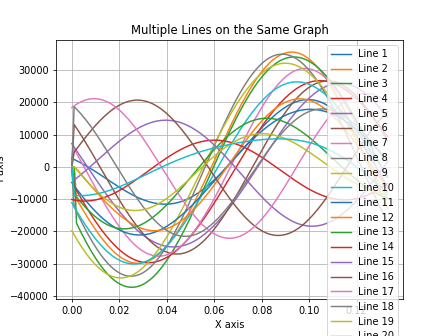 Multiple Lines on the Same Graph
30000
20000
10000
0
−10000
−20000
−30000
−40000
0.00 0.02 0.04 0.06 0.08 0.10
X axis
Line 1
Line 2
Line 3
Line 4
Line 5
Line 6
Line 7
Line 8
Line 9
Line 10
Line 11
Line 12
Line 13
Line 14
Line 15
Line 16
Line 17
Line 18
Line 19
Line 20